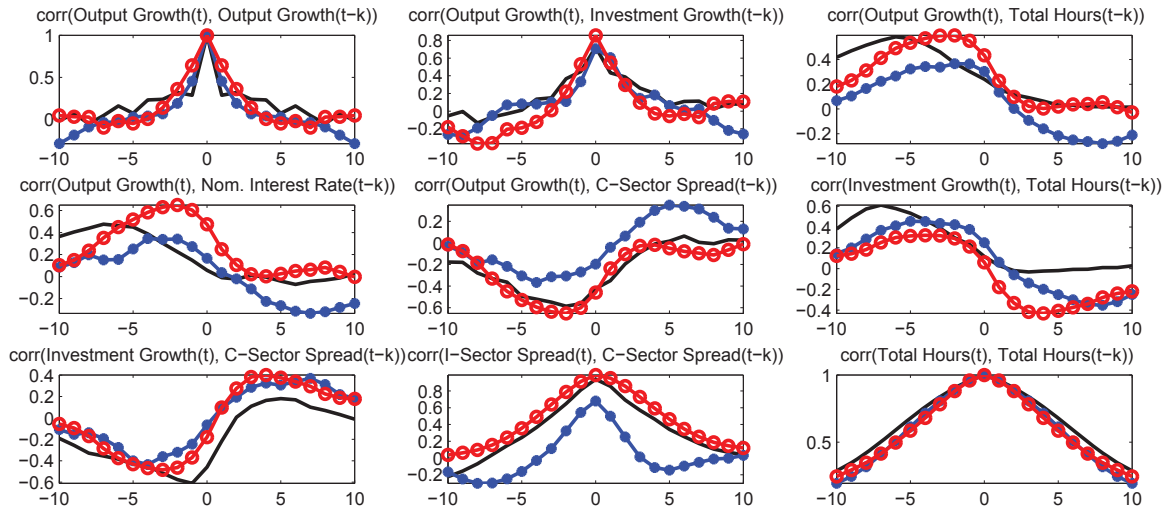 corr(Output Growth(t), Output Growth(t−k))
1
0.5
0
−10 −5 0 5 10
corr(Output Growth(t), Investment Growth(t−k))
0.8
0.6
0.4
0.2
0
−0.2
−10 −5 0 5 10
corr(Output Growth(t), Total Hours(t−k))
0.4
0.2
0
−0.2
−10 −5 0 5 10
corr(Output Growth(t), Nom. Interest Rate(t−k))
0.6
0.4
0.2
0
−0.2
−10 −5 0 5 10
corr(Output Growth(t), C−Sector Spread(t−k))
0.2
0
−0.2
−0.4
−0.6
−10 −5 0 5 10
corr(Investment Growth(t), Total Hours(t−k))
0.6
0.4
0.2
0
−0.2
−0.4
−10 −5 0 5 10
corr(Investment Growth(t), C−Sector Spread(t−k))
0.4
0.2
0
−0.2
−0.4
−0.6
−10 −5 0 5 10
corr(I−Sector Spread(t), C−Sector Spread(t−k))
0.8
0.6
0.4
0.2
0
−0.2
−10 −5 0 5 10
corr(Total Hours(t), Total Hours(t−k))
1
0.5
−10 −5 0 5 10